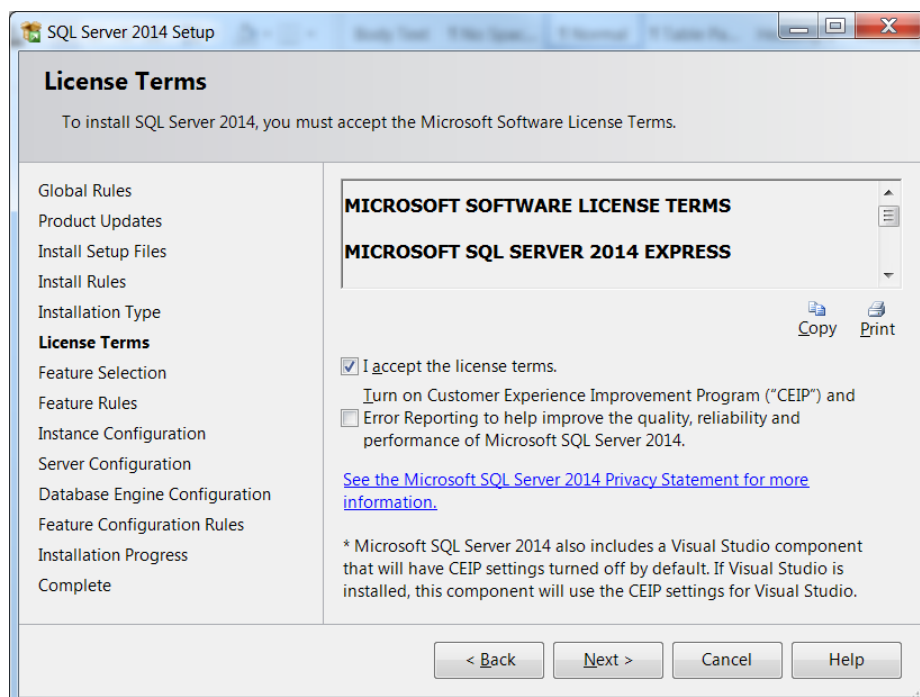 SQL Server 2014 Setup
License Terms
To install SQL Server 2014, you must accept the Microsoft Software License Terms.
Global Rules
Product Updates
Install Setup Files
Install Rules
Installation Type
License Terms
Feature Selection
Feature Rules
Instance Configuration
Server Configuration
Database Engine Configuration
Feature Configuration Rules
Installation Progress
Complete
MICROSOFT SOFTWARE LICENSE TERMS
MICROSOFT SQL SERVER 2014 EXPRESS
Copy
Print
I accept the license terms.
Turn on Customer Experience Improvement Program ("CEIP") and
Error Reporting to help improve the quality, reliability and
performance of Microsoft SQL Server 2014.
See the Microsoft SQL Server 2014 Privacy Statement for more
information.
* Microsoft SQL Server 2014 also includes a Visual Studio component
that will have CEIP settings turned off by default. If Visual Studio is
installed, this component will use the CEIP settings for Visual Studio.
< Back
Next >
Cancel
Help